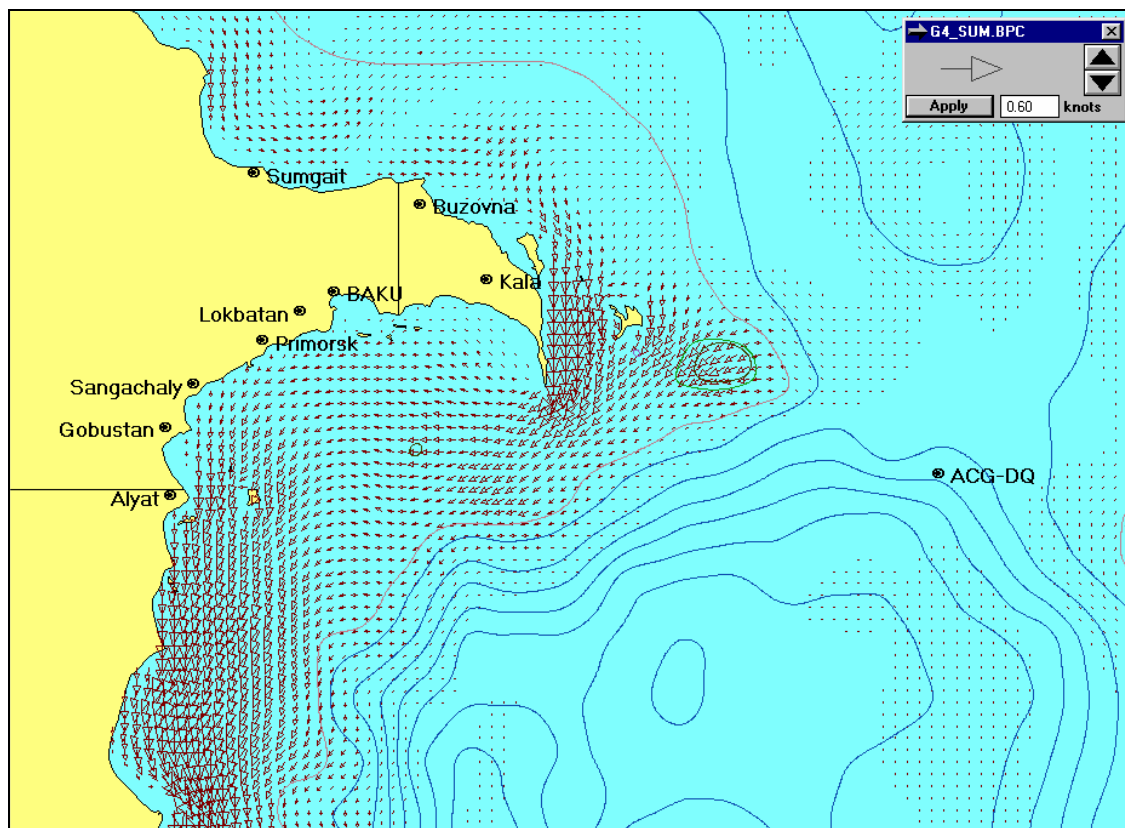 G4_SUM.BPC
Apply 0.60 knots
Sumgait
Buzovna
Kala
BAKU
Lokbatan
Primorsk
Sangachaly
Gobustan
ACG-DQ
Alyat